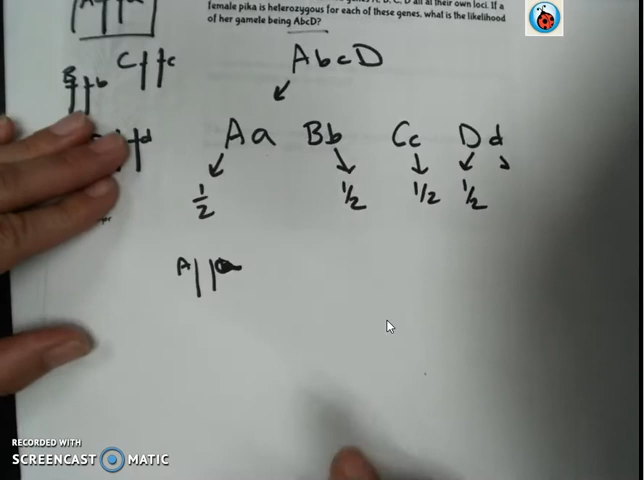 female pika is heterozygous for each of these genes, what is the likelihood
of her gamele being AbcD?
AbcD
C c
B b
d
Aa Bb Cc Dd
1/2 1/2 1/2 1/2
A
RECORDED WITH
SCREENCAST MATIC